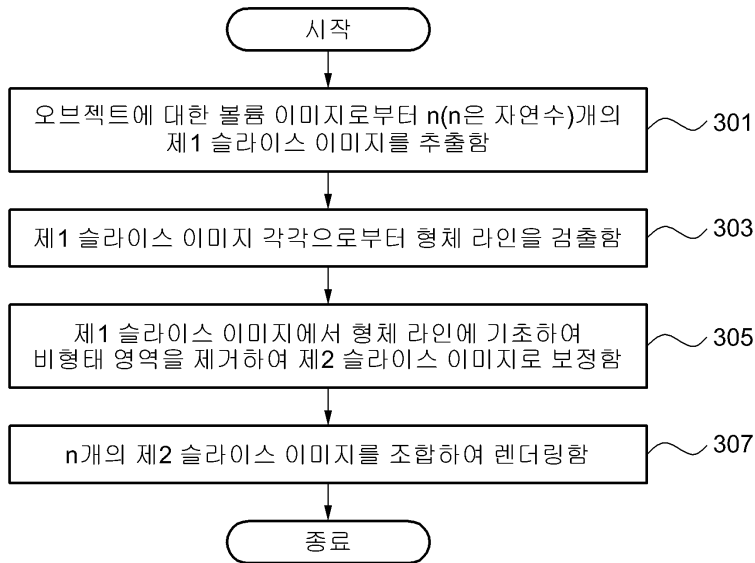 시작
오브젝트에 대한 볼륨 이미지로부터 n(n은 자연수)개의
제1 슬라이스 이미지를 추출함
301
제1 슬라이스 이미지 각각으로부터 형체 라인을 검출함
303
제1 슬라이스 이미지에서 형체 라인에 기초하여
비형태 영역을 제거하여 제2 슬라이스 이미지로 보정함
305
n개의 제2 슬라이스 이미지를 조합하여 렌더링함
307
종료